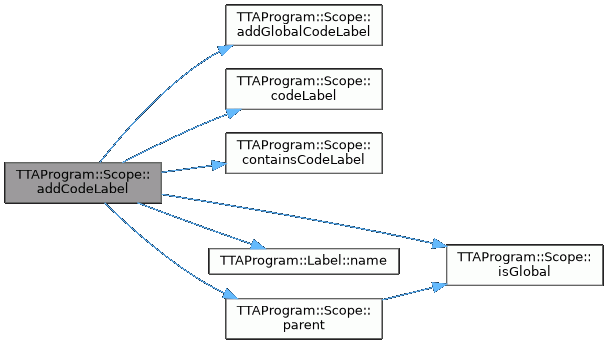 TTAProgram::Scope::
addGlobalCodeLabel
TTAProgram::Scope::
codeLabel
TTAProgram::Scope::
containsCodeLabel
TTAProgram::Scope::
addCodeLabel
TTAProgram::Label::name
TTAProgram::Scope::
isGlobal
TTAProgram::Scope::
parent